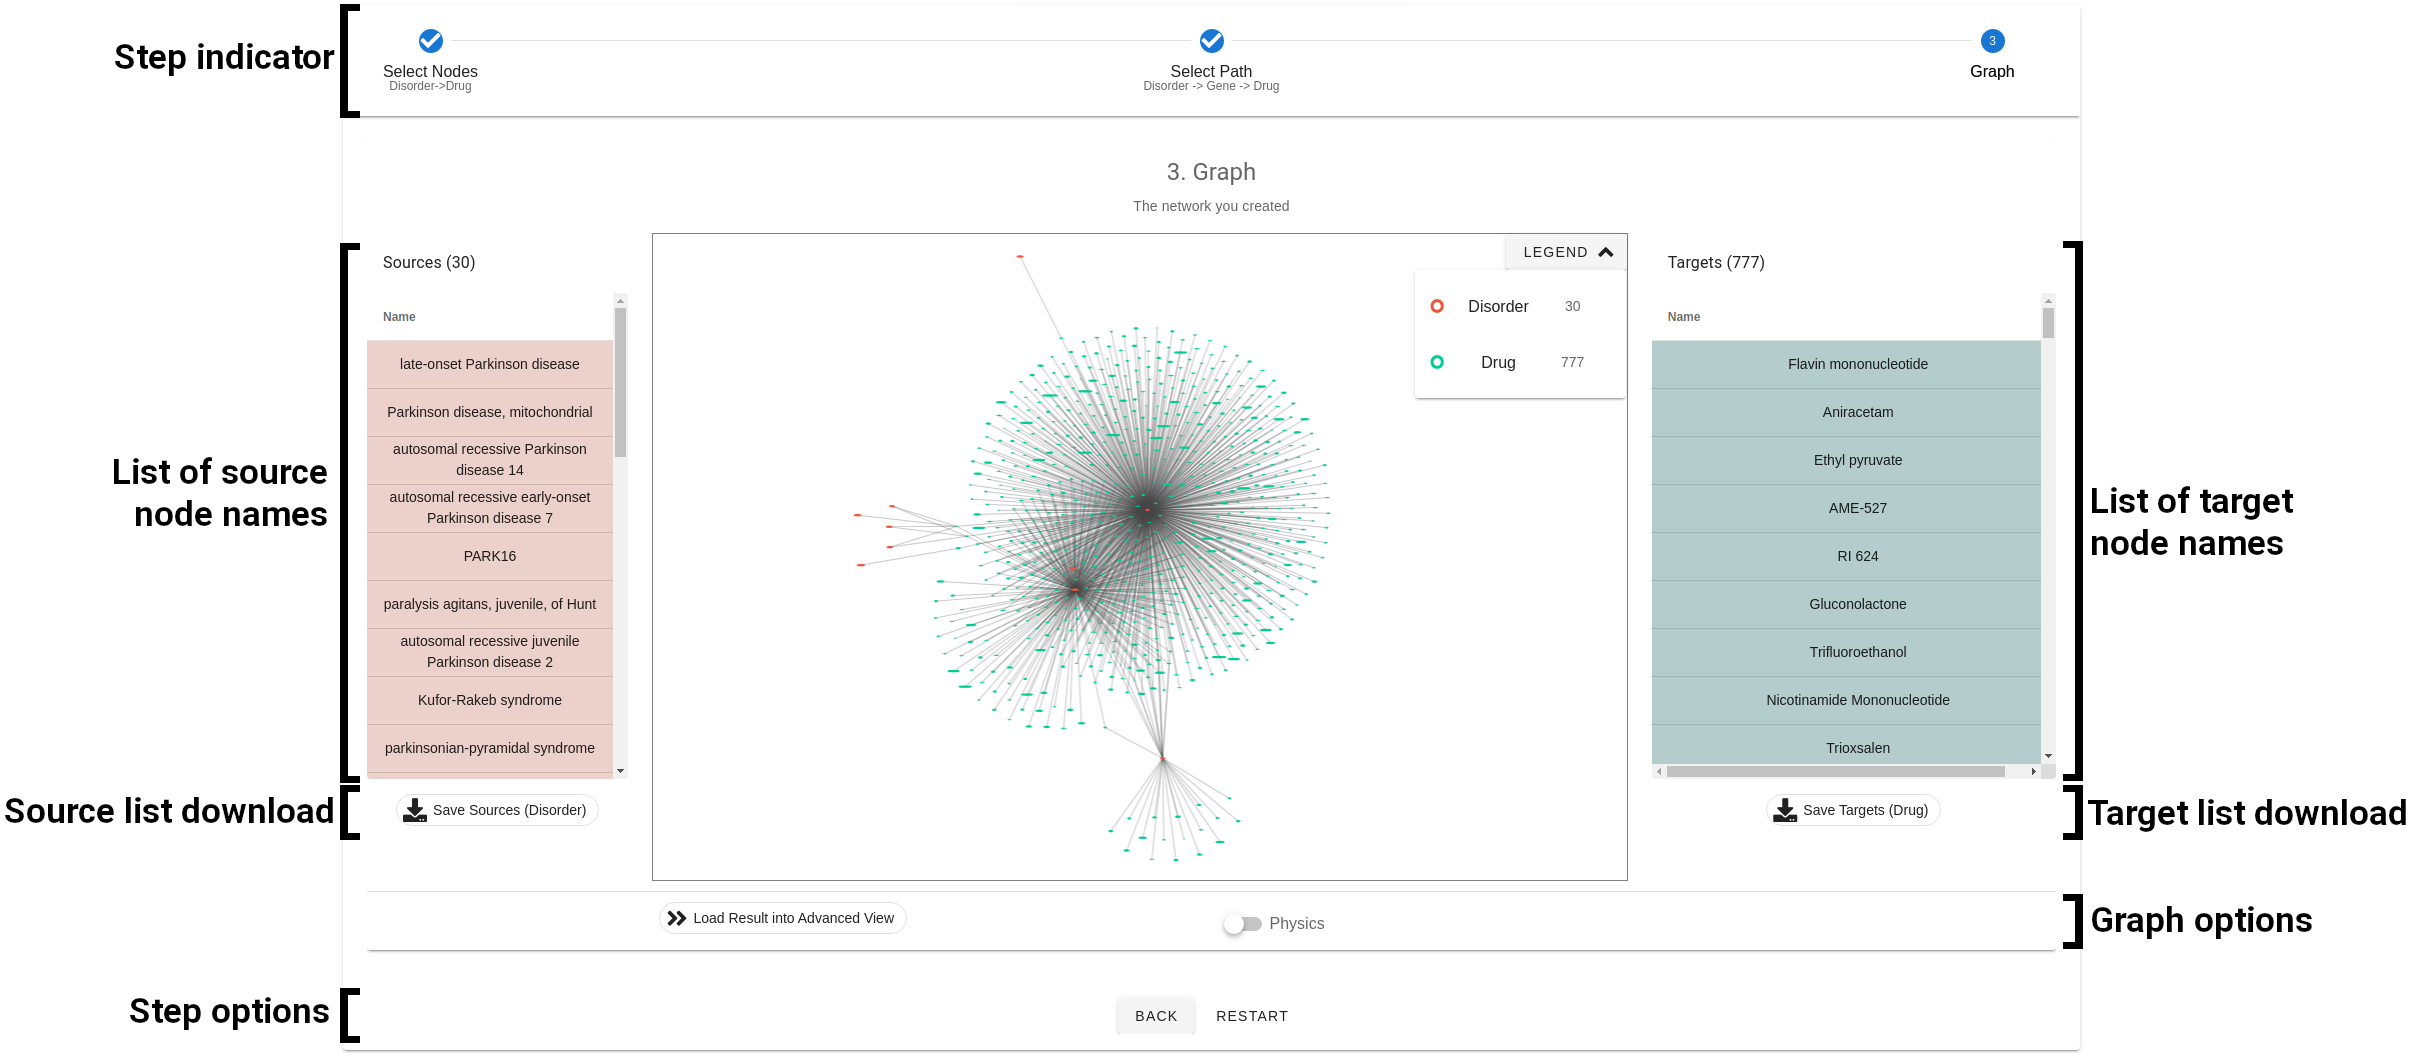 Step indicator
3
Select Nodes
Disorder->Drug
Select Path
Disorder -> Gene -> Drug
Graph
3. Graph
The network you created
List of source
node names
Sources (30)
Name
late-onset Parkinson disease
Parkinson disease, mitochondrial
autosomal recessive Parkinson
disease 14
autosomal recessive early-onset
Parkinson disease 7
PARK16
paralysis agitans, juvenile, of Hunt
autosomal recessive juvenile
Parkinson disease 2
Kufor-Rakeb syndrome
parkinsonian-pyramidal syndrome
LEGEND
Disorder 30
Drug 777
Targets (777)
Name
Flavin mononucleotide
Aniracetam
Ethyl pyruvate
AME-527
RI 624
Gluconolactone
Trifluoroethanol
Nicotinamide Mononucleotide
Trioxsalen
List of target
node names
Source list download
Save Sources (Disorder)
Save Targets (Drug)
Target list download
Load Result into Advanced View
Physics
Graph options
Step options
BACK
RESTART